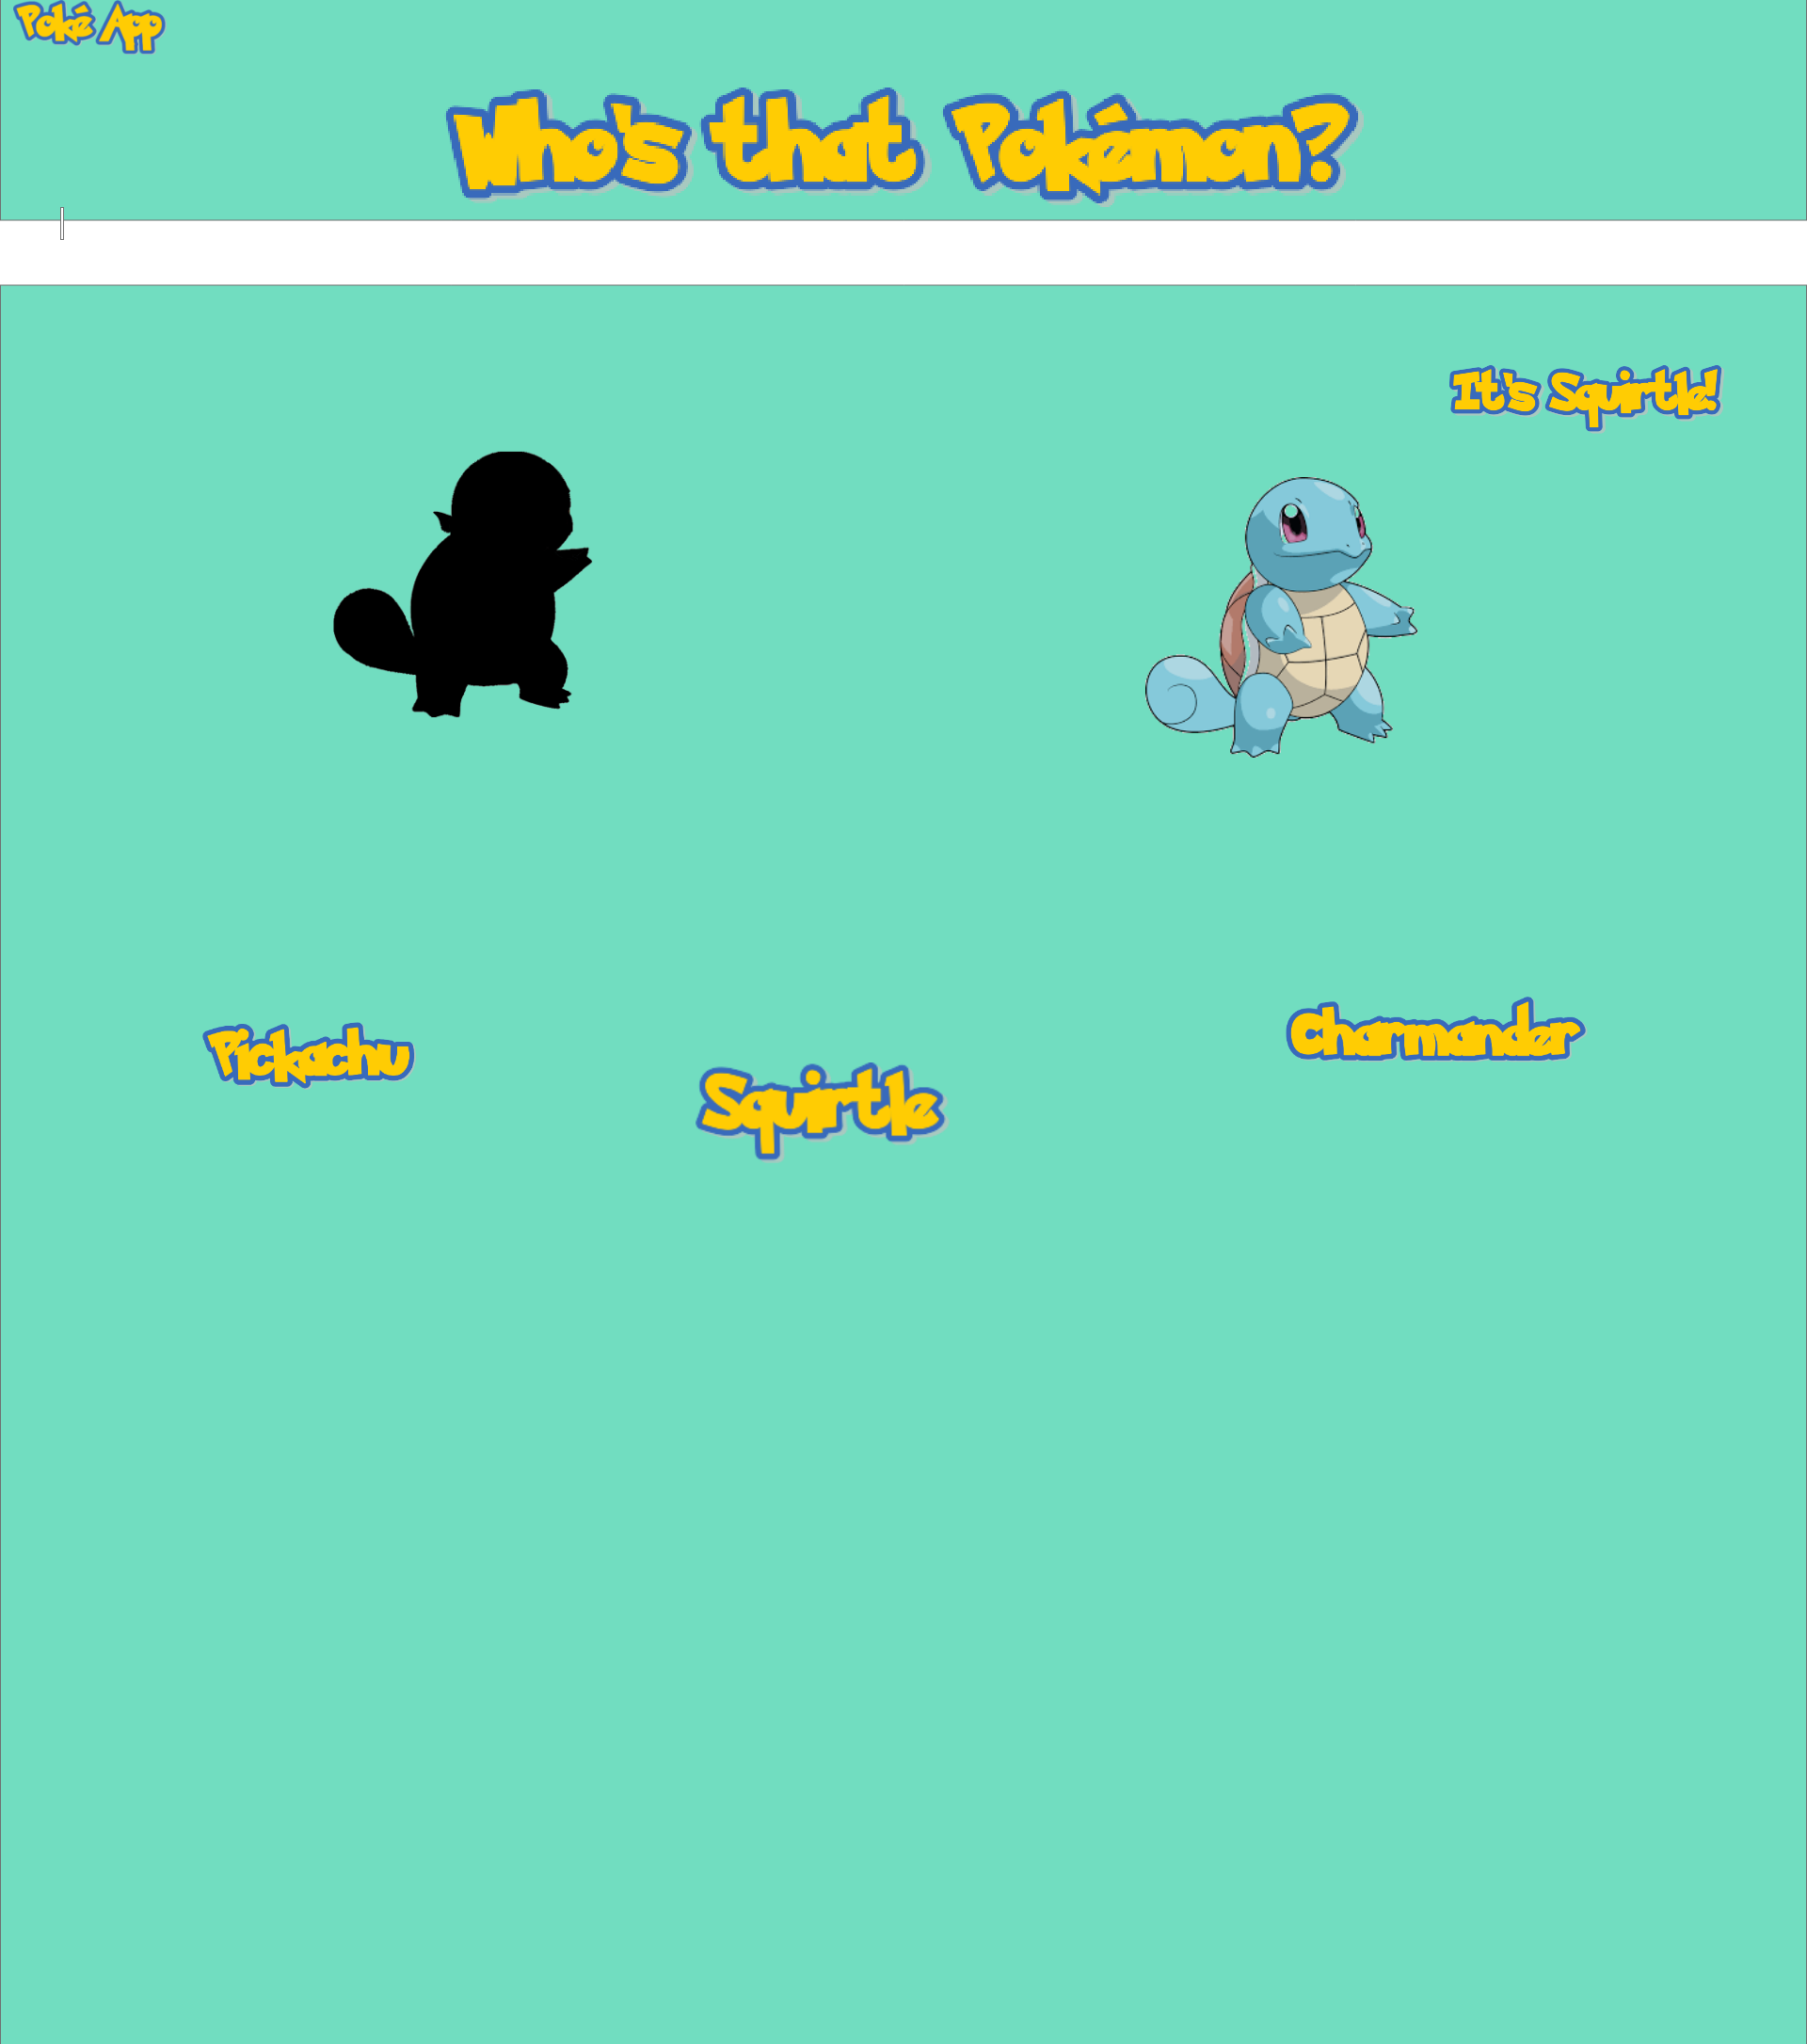 Poké App
Who's that Pokémon?
It's Squirtle!
Pickachu
Squirtle
Charmander